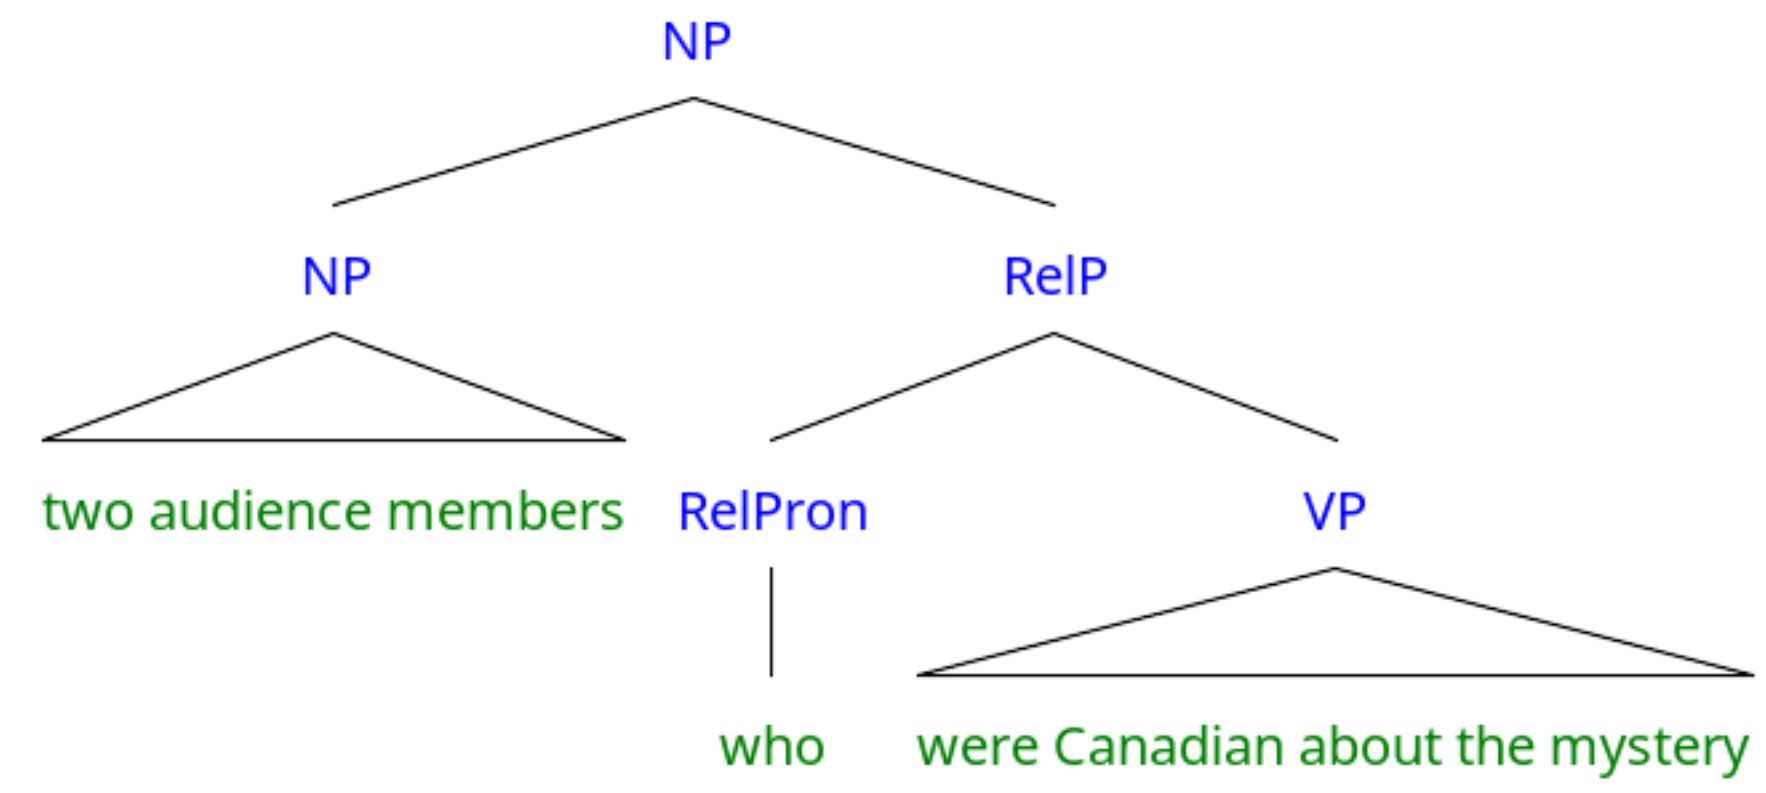 NP
NP RelP
two audience members RelPron VP
who were Canadian about the mystery